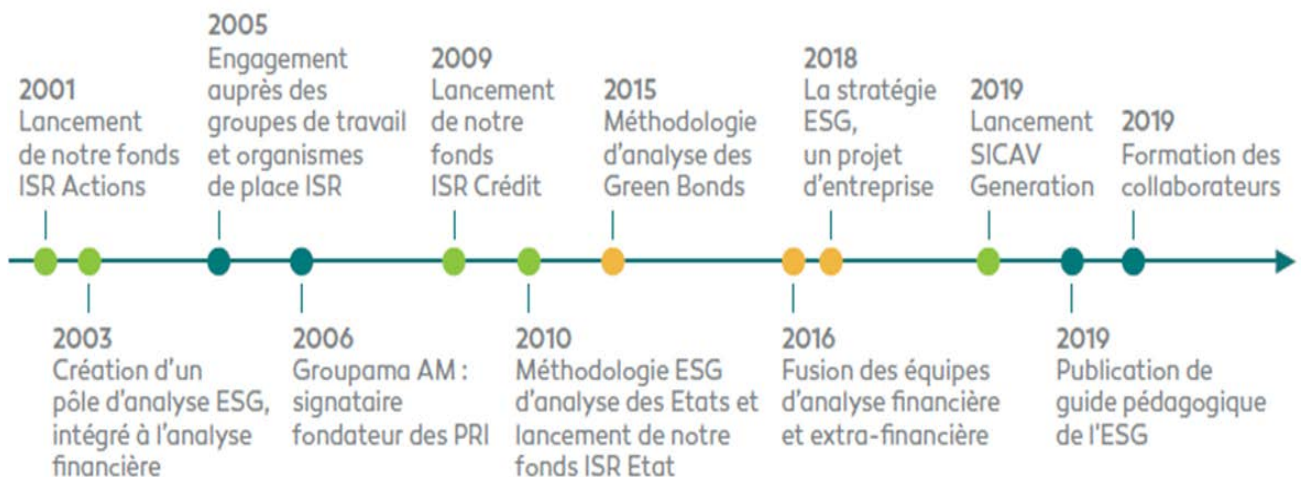 2001
Lancement
de notre fonds
ISR Actions
2003
Création d'un
pôle d'analyse ESG,
intégré à l'analyse
financière
2005
Engagement
auprès des
groupes de travail
et organismes
de place ISR
2006
Groupama AM :
signataire
fondateur des PRI
2009
Lancement
de notre
fonds
ISR Crédit
2010
Méthodologie ESG
d'analyse des Etats et
lancement de notre
fonds ISR Etat
2015
Méthodologie
d'analyse des
Green Bonds
2016
Fusion des équipes
d'analyse financière
et extra-financière
2018
La stratégie
ESG,
un projet
d'entreprise
2019
Lancement
SICAV
Generation
2019
Publication de
guide pédagogique
de l'ESG
2019
Formation des
collaborateurs